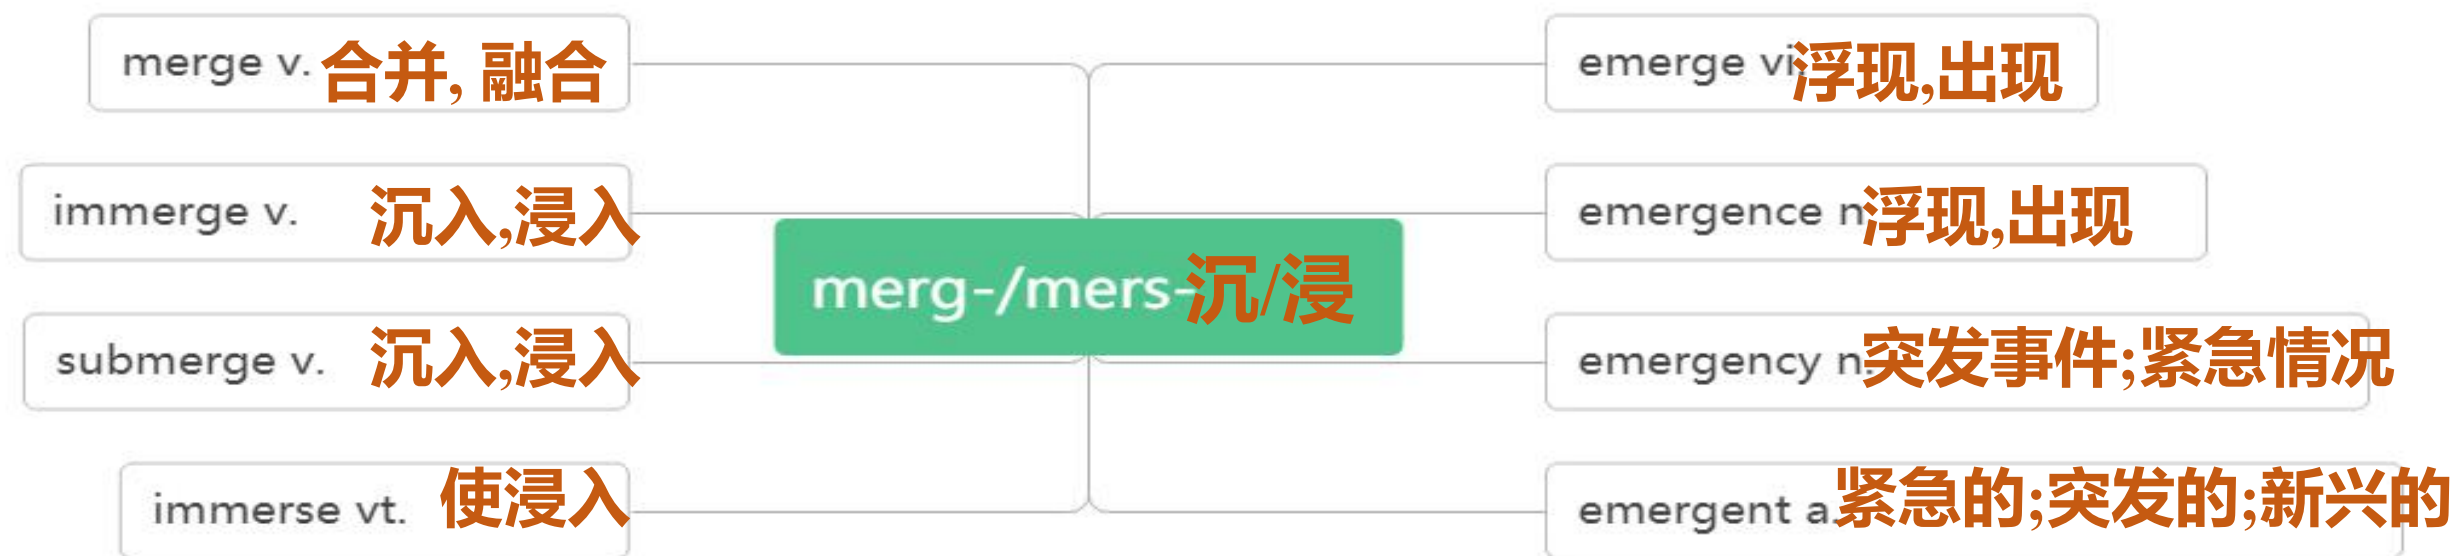 merge v. 合并, 融合
immerge v. 沉入,浸入
submerge v. 沉入,浸入
immerse vt. 使浸入
merg-/mers- 沉/浸
emerge vi. 浮现,出现
emergence n. 浮现,出现
emergency n. 突发事件;紧急情况
emergent a. 紧急的;突发的;新兴的